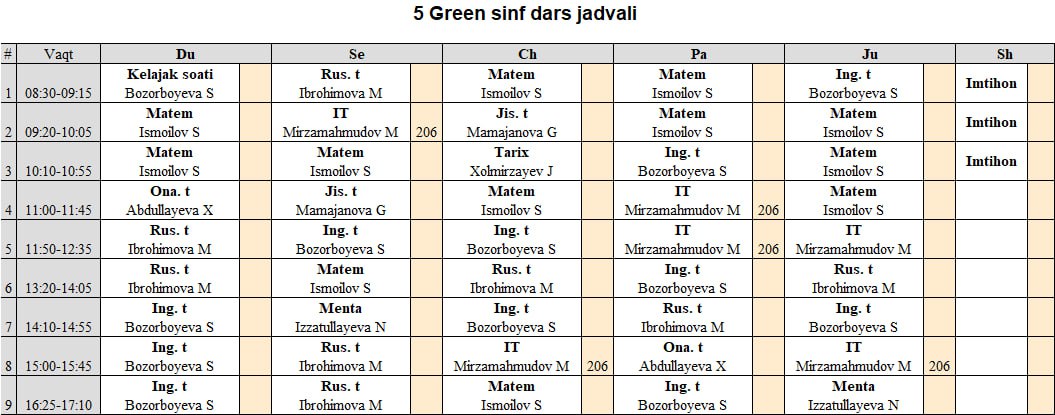 5 Green sinf dars jadvali
# Vaqt Du Se Ch Pa Ju Sh
Kelajak soati Rus. t Matem Matem Ing. t
1 08:30-09:15 Bozorboyeva S Ibrohimova M Ismoilov S Ismoilov S Bozorboyeva S Imtihon
Matem IT Jis. t Matem Matem
2 09:20-10:05 Ismoilov S Mirzamahmudov M 206 Mamajanova G Ismoilov S Ismoilov S Imtihon
Matem Matem Tarix Ing. t Matem
3 10:10-10:55 Ismoilov S Ismoilov S Xolmirzayev J Bozorboyeva S Ismoilov S Imtihon
Ona. t Jis. t Matem IT Matem
4 11:00-11:45 Abdullayeva X Mamajanova G Ismoilov S Mirzamahmudov M 206 Ismoilov S
Rus. t Ing. t Ing. t IT IT
5 11:50-12:35 Ibrohimova M Bozorboyeva S Bozorboyeva S Mirzamahmudov M 206 Mirzamahmudov M
Rus. t Matem Rus. t Ing. t Rus. t
6 13:20-14:05 Ibrohimova M Ismoilov S Ibrohimova M Bozorboyeva S Ibrohimova M
Ing. t Menta Ing. t Rus. t Ing. t
7 14:10-14:55 Bozorboyeva S Izzatullayeva N Bozorboyeva S Ibrohimova M Bozorboyeva S
Ing. t Rus. t IT Ona. t IT
8 15:00-15:45 Bozorboyeva S Ibrohimova M Mirzamahmudov M 206 Abdullayeva X Mirzamahmudov M 206
Ing. t Rus. t Matem Ing. t Menta
9 16:25-17:10 Bozorboyeva S Ibrohimova M Ismoilov S Bozorboyeva S Izzatullayeva N